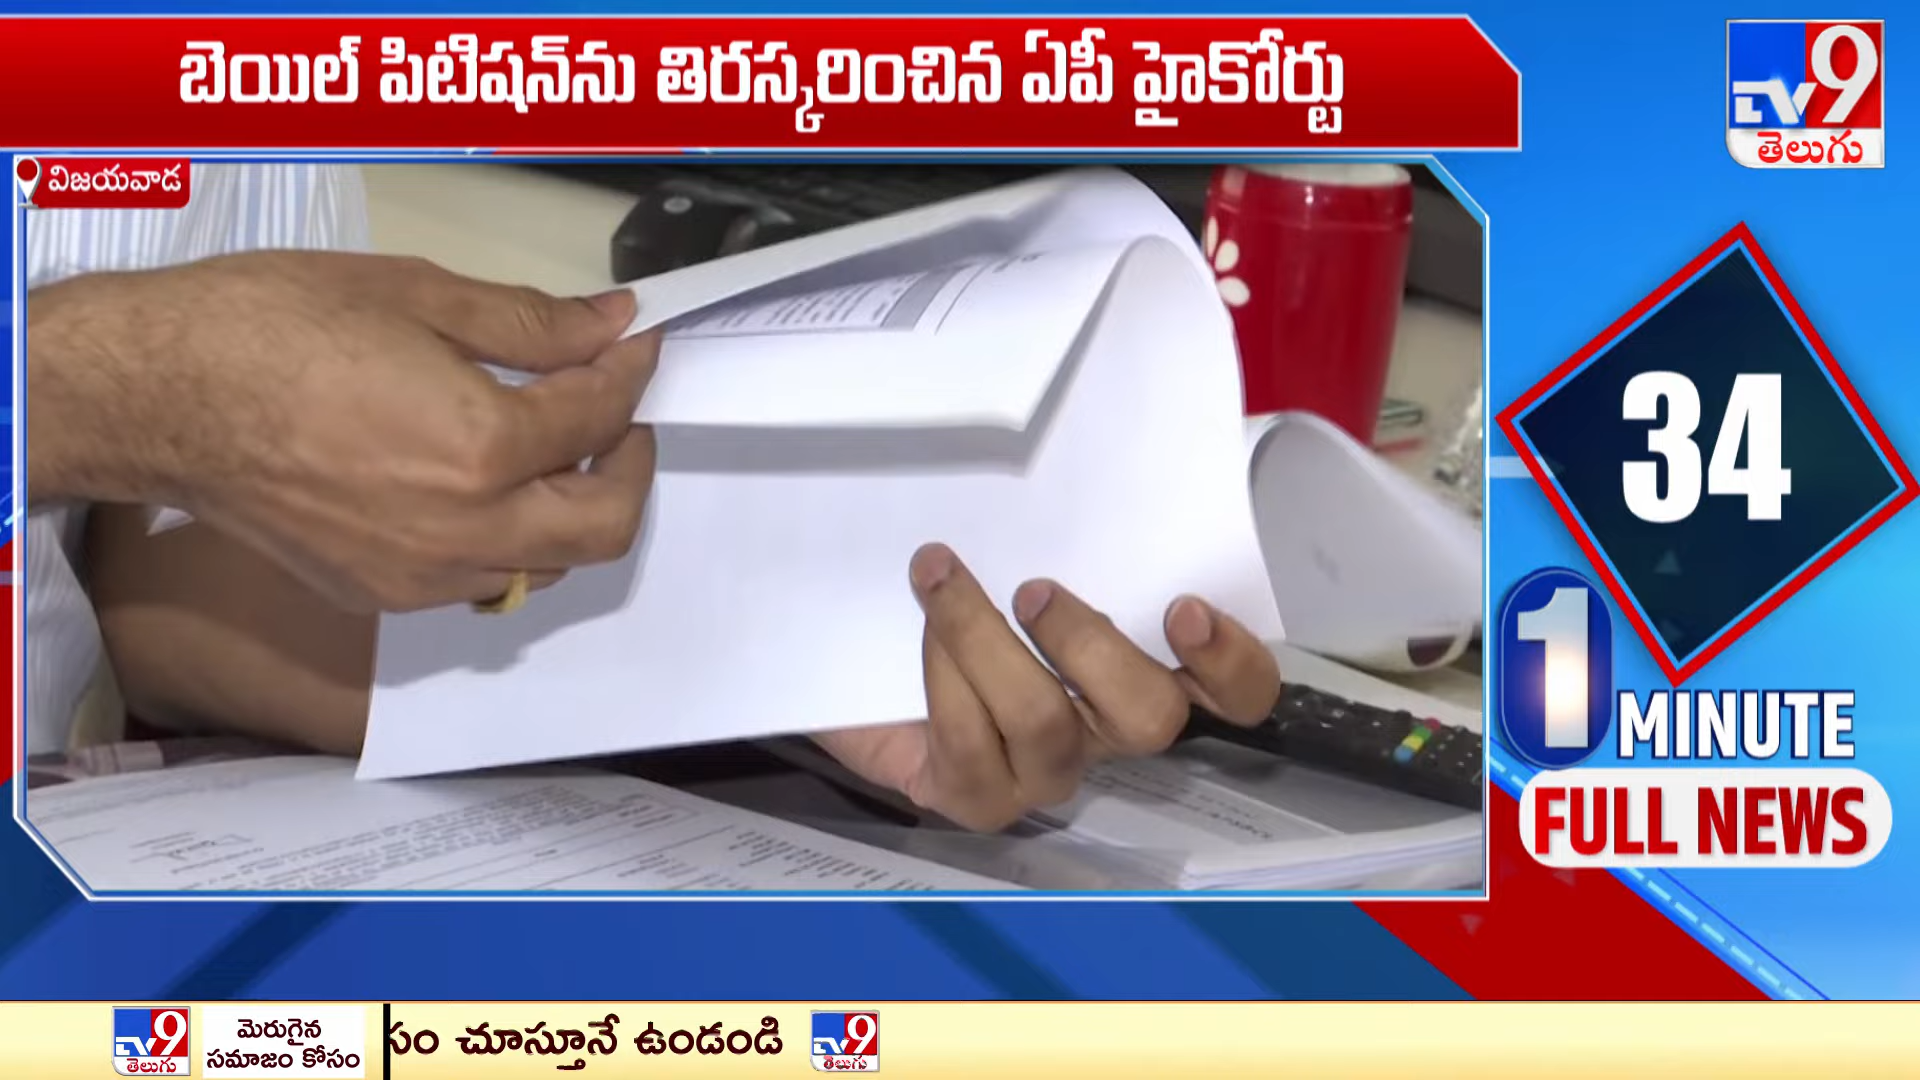 బెయిల్ పిటిషన్‌ను తిరస్కరించిన ఏపీ హైకోర్టు
TV9
తెలుగు
విజయవాడ
34
1 MINUTE
FULL NEWS
TV9
తెలుగు
మెరుగైన
సమాజం కోసం
సం చూస్తూనే ఉండండి
TV9
తెలుగు